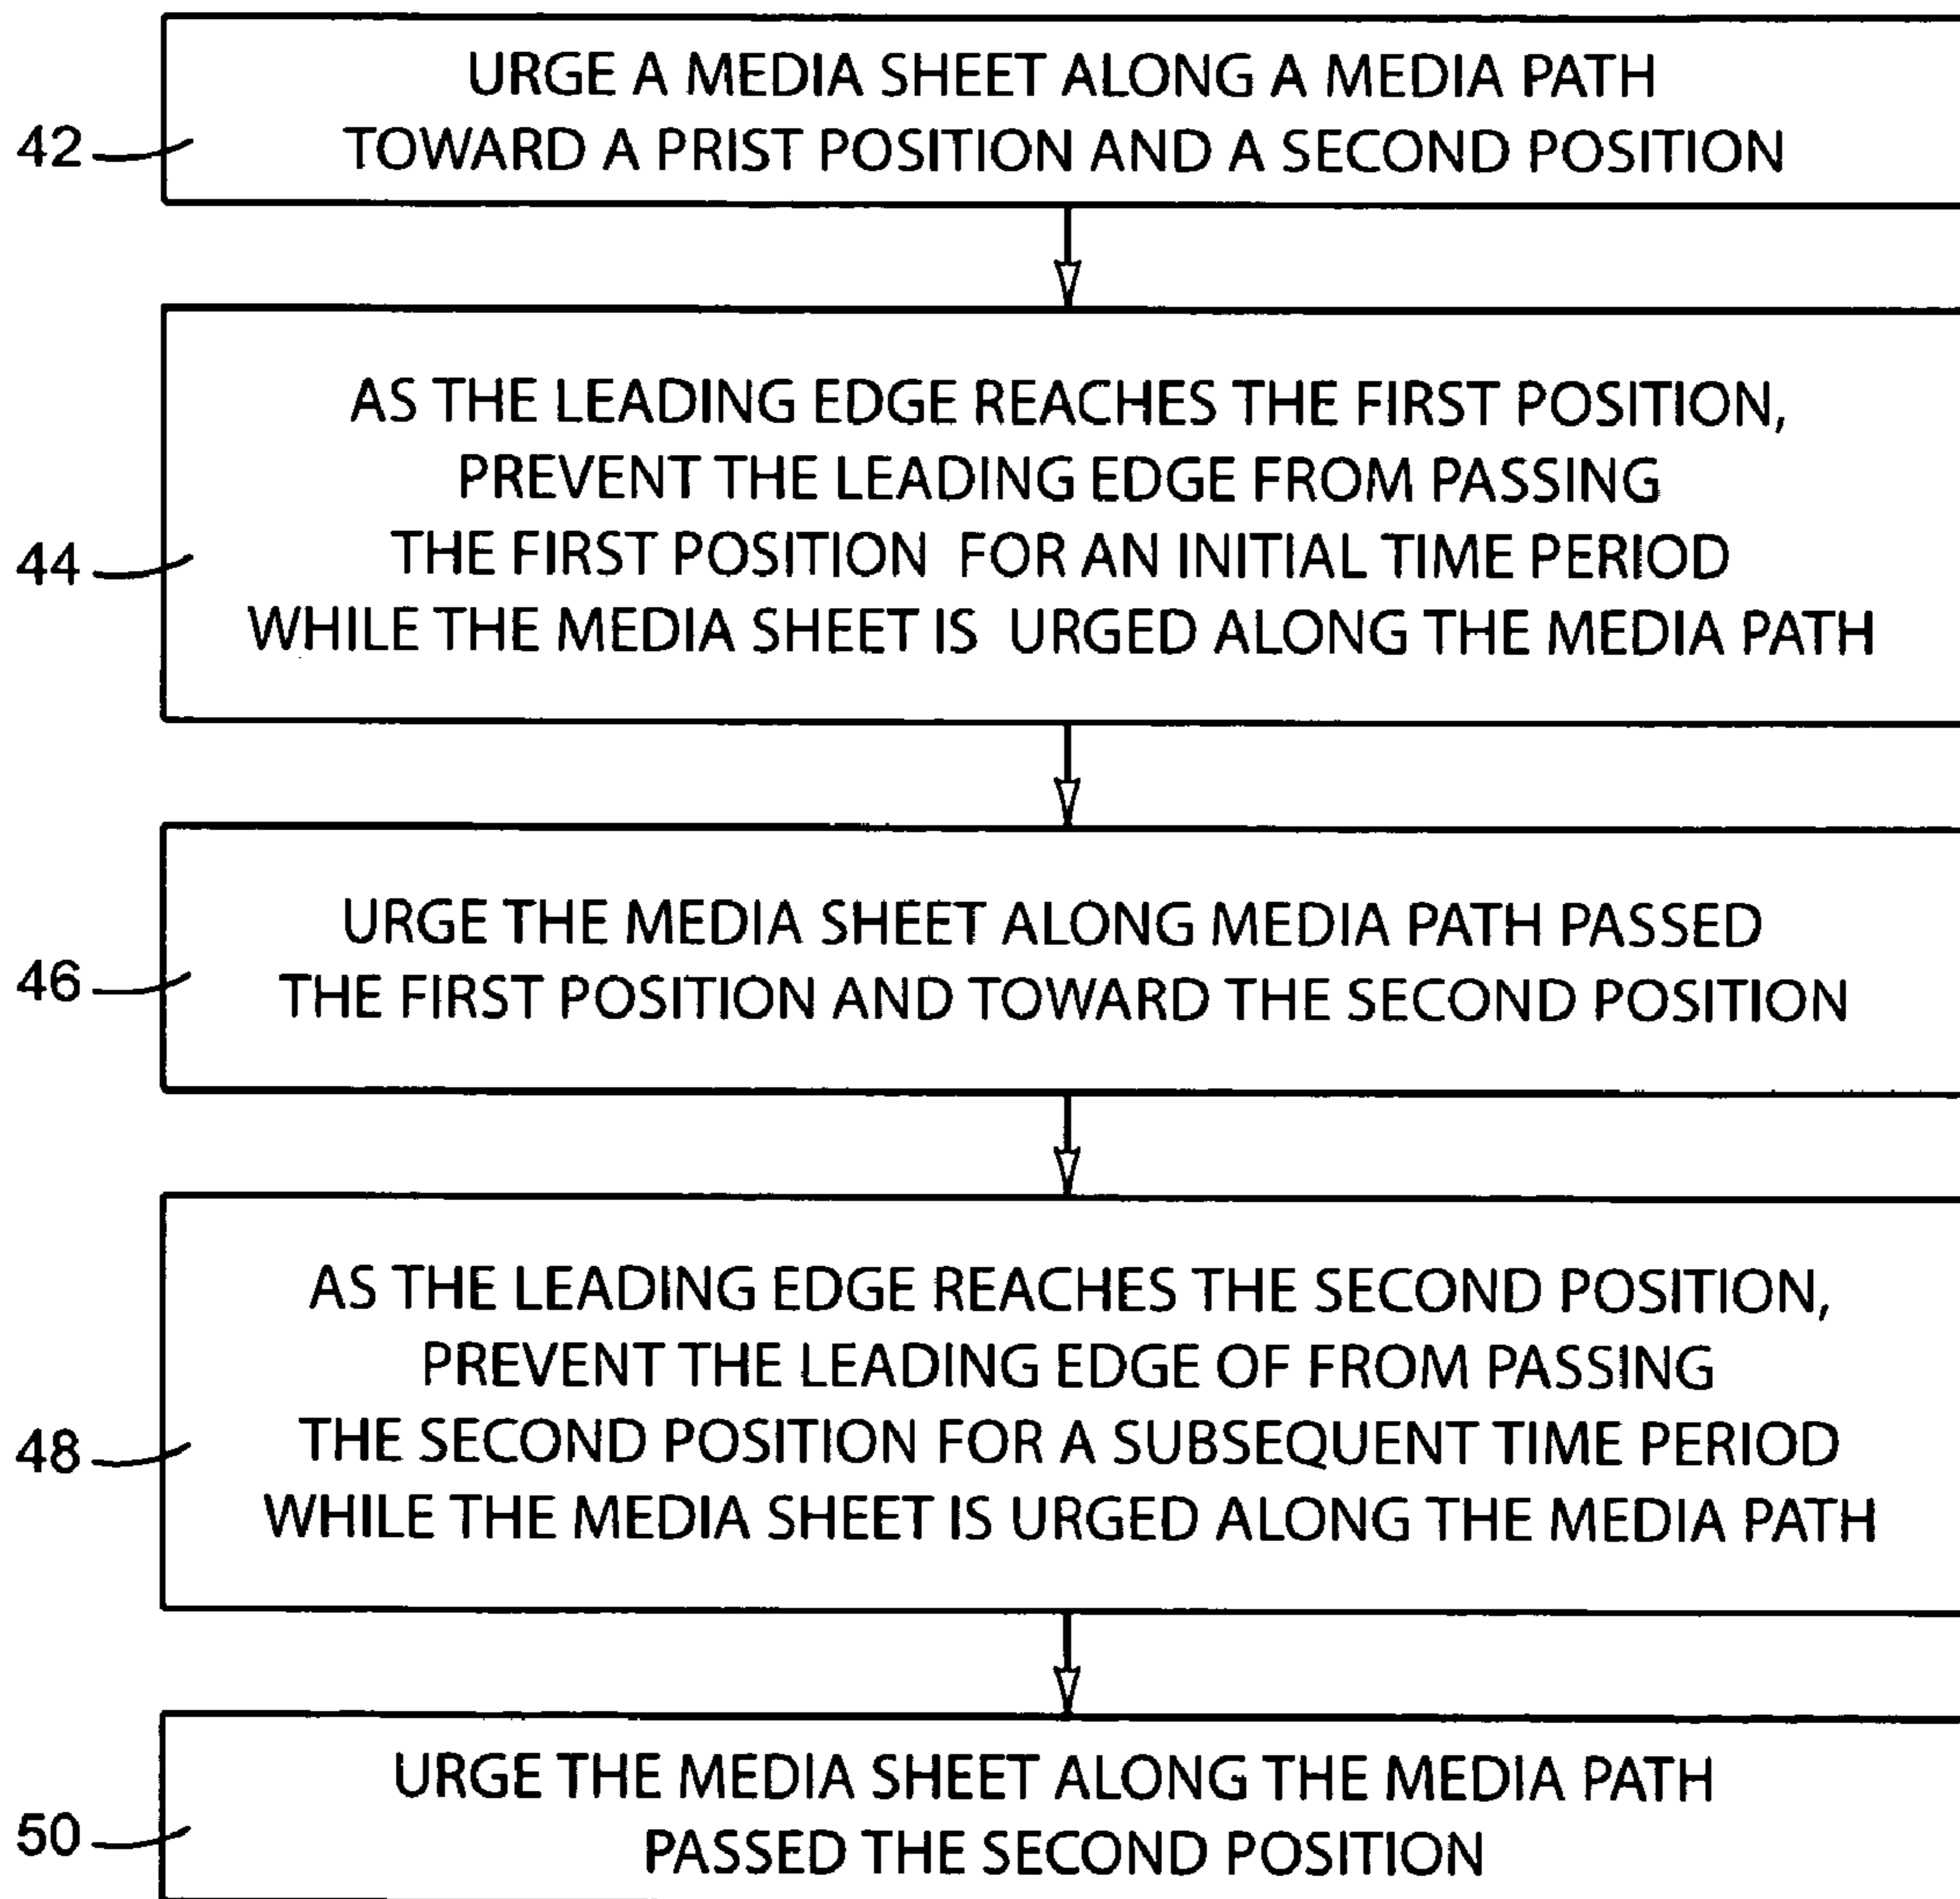 URGE A MEDIA SHEET ALONG A MEDIA PATH
42 TOWARD A PRIST POSITION AND A SECOND POSITION
AS THE LEADING EDGE REACHES THE FIRST POSITION,
PREVENT THE LEADING EDGE FROM PASSING
44 THE FIRST POSITION FOR AN INITIAL TIME PERIOD
WHILE THE MEDIA SHEET IS URGED ALONG THE MEDIA PATH
URGE THE MEDIA SHEET ALONG MEDIA PATH PASSED
46 THE FIRST POSITION AND TOWARD THE SECOND POSITION
AS THE LEADING EDGE REACHES THE SECOND POSITION,
PREVENT THE LEADING EDGE OF FROM PASSING
48 THE SECOND POSITION FOR A SUBSEQUENT TIME PERIOD
WHILE THE MEDIA SHEET IS URGED ALONG THE MEDIA PATH
URGE THE MEDIA SHEET ALONG THE MEDIA PATH
50 PASSED THE SECOND POSITION